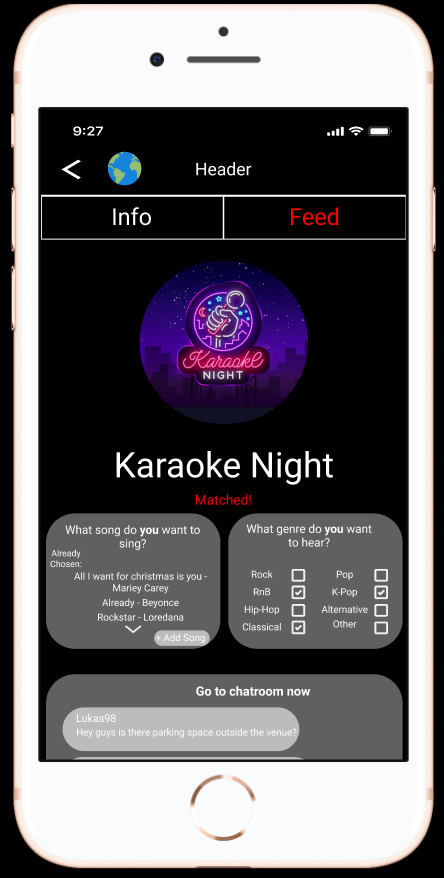 9:27
Header
Info
Feed
Karaoke
NIGHT
Karaoke Night
Matched!
What song do you want to
sing?
Already
Chosen:
All I want for christmas is you -
Mariey Carey
Already - Beyonce
Rockstar - Loredana
+ Add Song
What genre do you want
to hear?
Rock
Pop
RnB
K-Pop
Hip-Hop
Alternative
Classical
Other
Go to chatroom now
Lukas98
Hey guys is there parking space outside the venue?